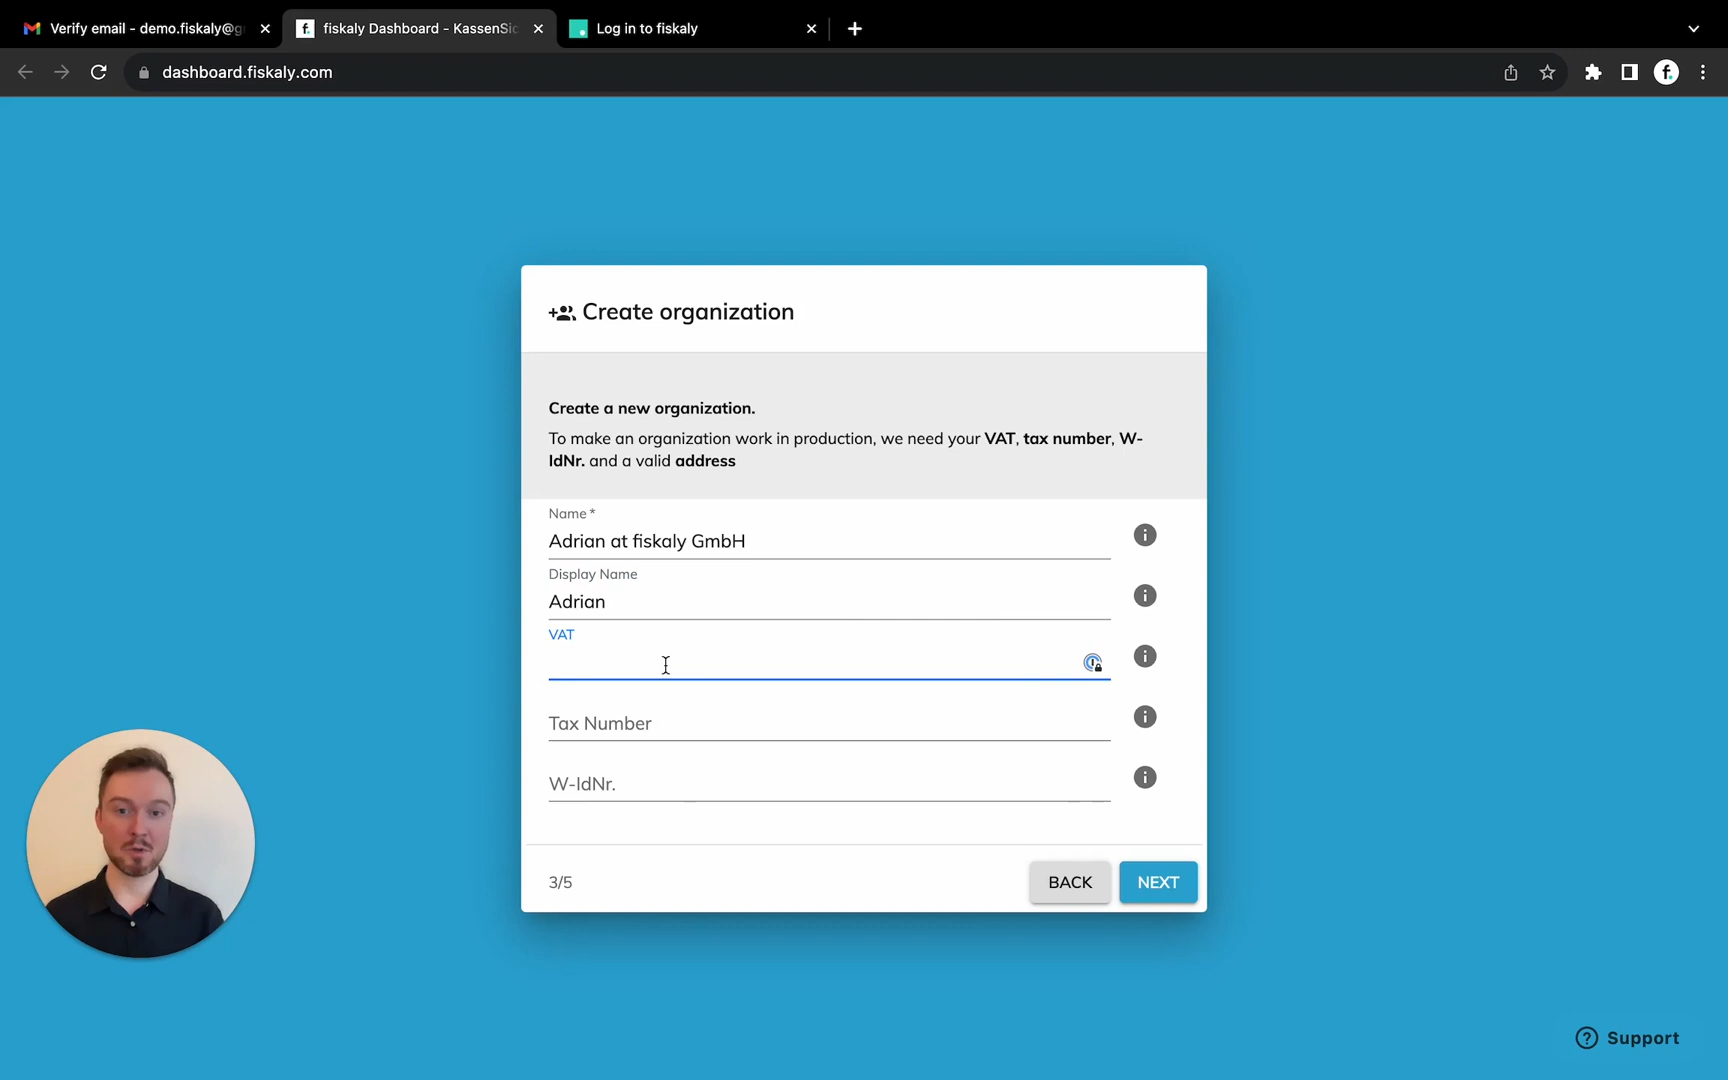 Verify email - demo.fiskaly@g
fiskaly Dashboard - KassenSic
Log in to fiskaly
dashboard.fiskaly.com
f.
Create organization
Create a new organization.
To make an organization work in production, we need your VAT, tax number, W-
IdNr. and a valid address
Name *
Adrian at fiskaly GmbH
Display Name
Adrian
VAT
Tax Number
W-IdNr.
3/5
BACK
NEXT
Support